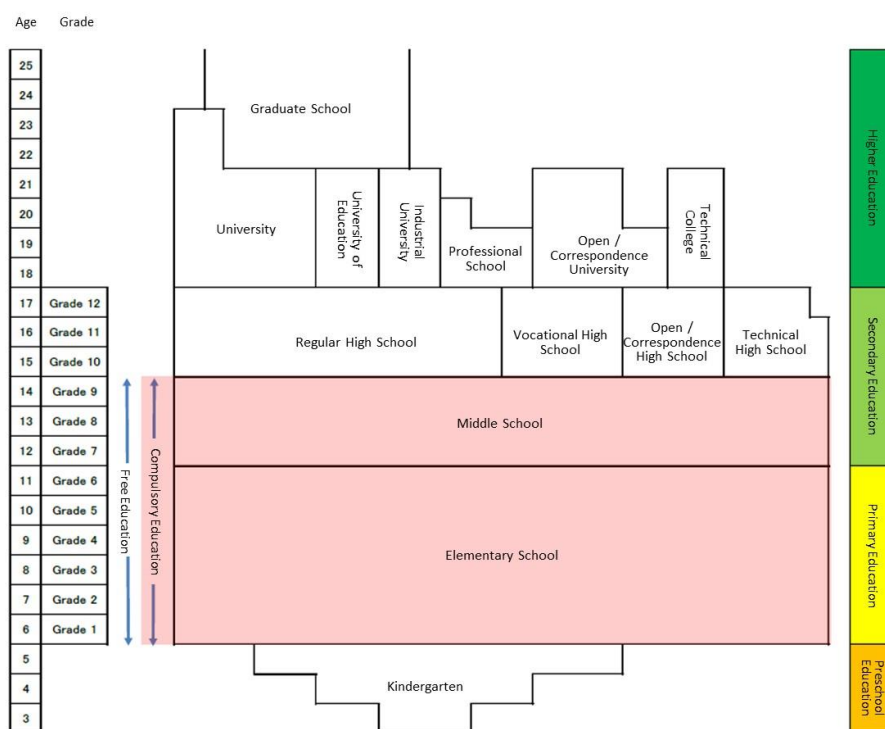 Age Grade
25
24
23
22
21
20
19
18
17 Grade 12
16 Grade 11
15 Grade 10
14 Grade 9
13 Grade 8
12 Grade 7
11 Grade 6
10 Grade 5
9 Grade 4
8 Grade 3
7 Grade 2
6 Grade 1
5
4
3
Free Education
Compulsory Education
Graduate School
University
University of
Education
Industrial
University
Professional
School
Open /
Correspondence
University
Technical
College
Regular High School
Vocational High
School
Open /
Correspondence
High School
Technical
High School
Middle School
Elementary School
Kindergarten
Higher Education
Secondary Education
Primary Education
Preschool
Education